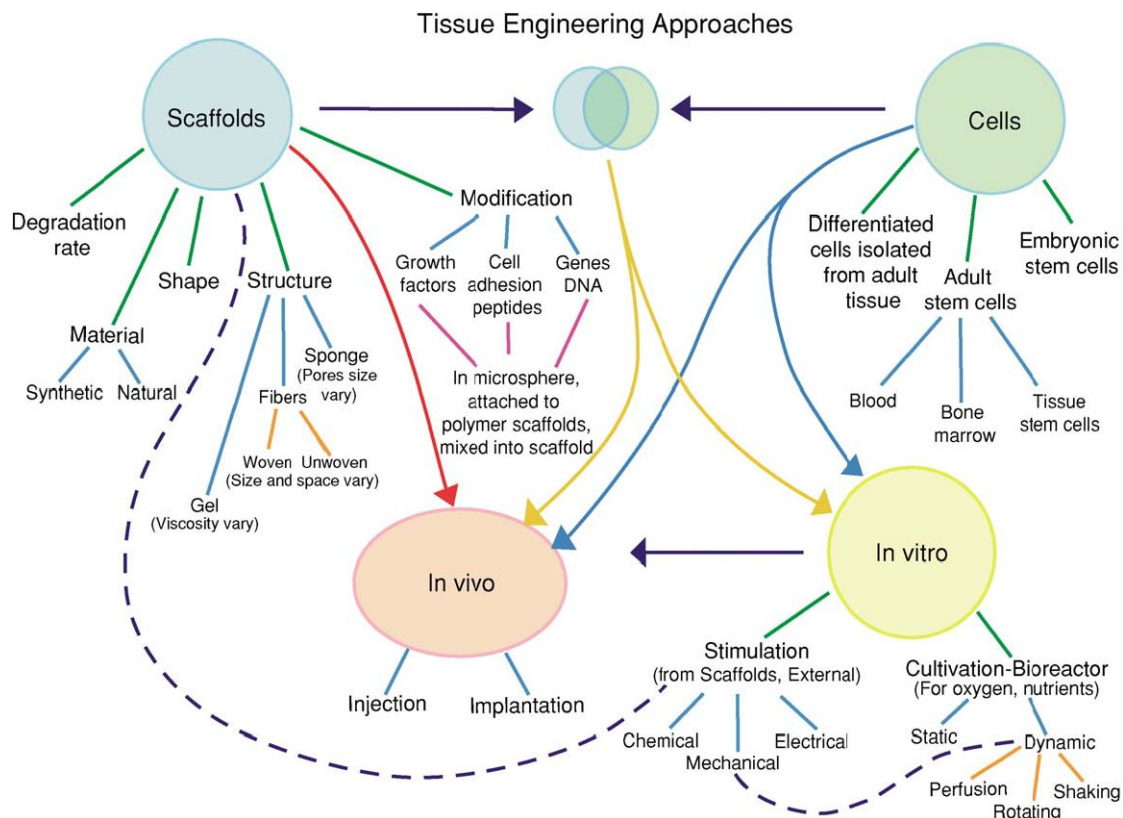 Tissue Engineering Approaches
Scaffolds
Cells
Degradation
rate
Shape
Structure
Material
Synthetic
Natural
Sponge
(Pores size
vary)
Fibers
Woven
Unwoven
(Size and space vary)
Gel
(Viscosity vary)
Modification
Growth
factors
Cell
adhesion
peptides
Genes
DNA
In microsphere,
attached to
polymer scaffolds,
mixed into scaffold
Differentiated
cells isolated
from adult
tissue
Adult
stem cells
Embryonic
stem cells
Blood
Bone
marrow
Tissue
stem cells
In vivo
Injection
Implantation
In vitro
Stimulation
(from Scaffolds, External)
Chemical
Mechanical
Electrical
Cultivation-Bioreactor
(For oxygen, nutrients)
Static
Dynamic
Perfusion
Rotating
Shaking